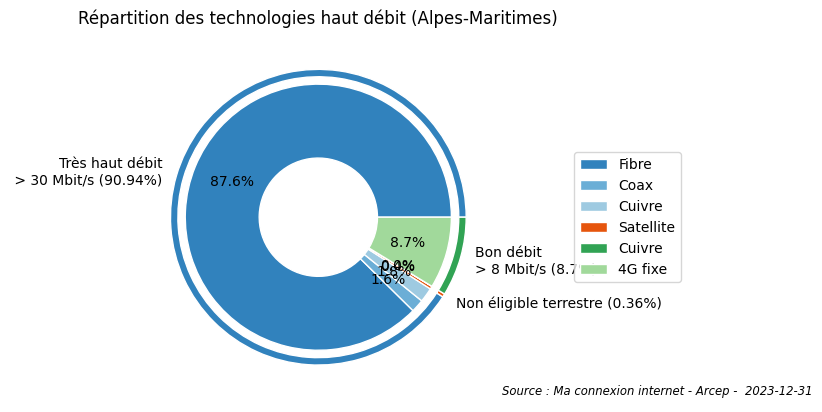 Répartition des technologies haut débit (Alpes-Maritimes)
Très haut débit
> 30 Mbit/s (90.94%)
87.6%
Fibre
Coax
Cuivre
Satellite
Cuivre
4G fixe
8.7%
Bon débit
> 8 Mbit/s (8.7
1.8%
1.6%
Non éligible terrestre (0.36%)
Source : Ma connexion internet - Arcep - 2023-12-31